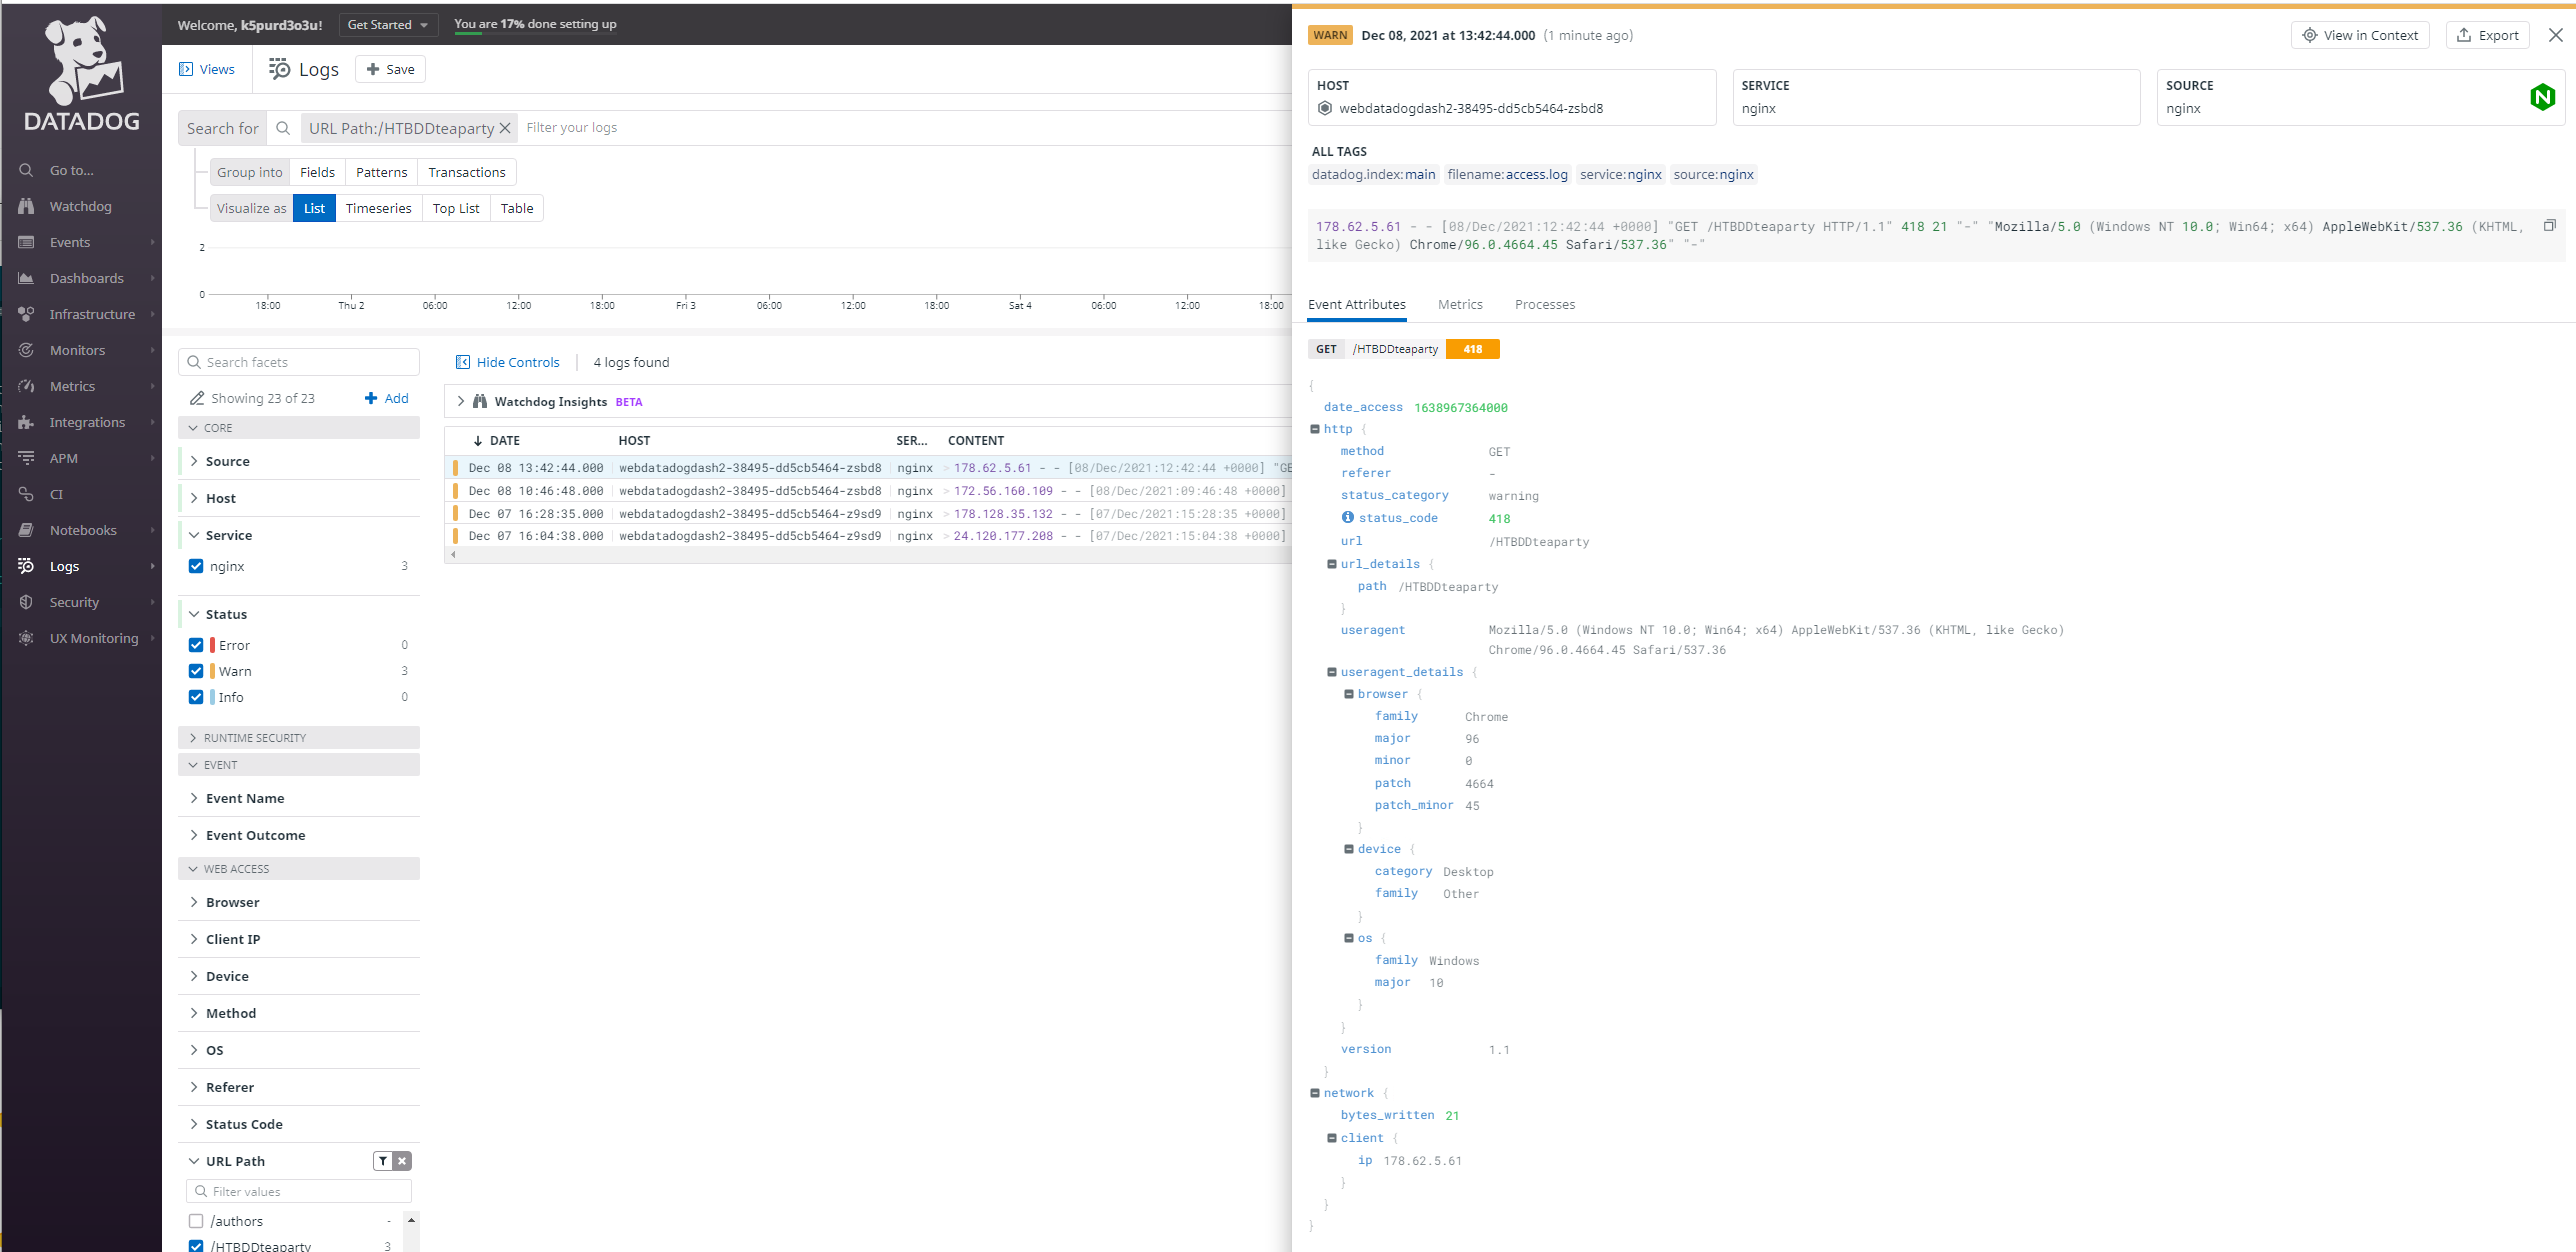 DATADOG
Go to...
Watchdog
Events
Dashboards
Infrastructure
Monitors
Metrics
Integrations
APM
CI
Notebooks
Logs
Security
UX Monitoring
Welcome, k5purd3o3u!
Get Started
You are 17% done setting up
Views
Logs
+ Save
Search for
URL Path:/HTBDDteaparty
Filter your logs
Group into Fields Patterns Transactions
Visualize as List Timeseries Top List Table
2
0
18:00 Thu 2 06:00 12:00 18:00 Fri 3 06:00 12:00 18:00 Sat 4 06:00 12:00 18:00
Search facets
Showing 23 of 23
+ Add
CORE
Source
Host
Service
nginx 3
Status
Error 0
Warn 3
Info 0
RUNTIME SECURITY
EVENT
Event Name
Event Outcome
WEB ACCESS
Browser
Client IP
Device
Method
OS
Referer
Status Code
URL Path
Filter values
/authors -
/HTBDDteaparty 3
Hide Controls
4 logs found
Watchdog Insights BETA
DATE HOST SER... CONTENT
Dec 08 13:42:44.000 webdatadogdash2-38495-dd5cb5464-zsbd8 nginx > 178.62.5.61 - - [08/Dec/2021:12:42:44 +0000] "GE
Dec 08 10:46:48.000 webdatadogdash2-38495-dd5cb5464-zsbd8 nginx > 172.56.160.109 - - [08/Dec/2021:09:46:48 +0000]
Dec 07 16:28:35.000 webdatadogdash2-38495-dd5cb5464-z9sd9 nginx > 178.128.35.132 - - [07/Dec/2021:15:28:35 +0000]
Dec 07 16:04:38.000 webdatadogdash2-38495-dd5cb5464-z9sd9 nginx > 24.120.177.208 - - [07/Dec/2021:15:04:38 +0000]
WARN Dec 08, 2021 at 13:42:44.000 (1 minute ago)
View in Context
Export
HOST
webdatadogdash2-38495-dd5cb5464-zsbd8
SERVICE
nginx
SOURCE
nginx
N
ALL TAGS
datadog.index:main filename:access.log service:nginx source:nginx
178.62.5.61 - - [08/Dec/2021:12:42:44 +0000] "GET /HTBDDteaparty HTTP/1.1" 418 21 "-" "Mozilla/5.0 (Windows NT 10.0; Win64; x64) AppleWebKit/537.36 (KHTML,
like Gecko) Chrome/96.0.4664.45 Safari/537.36" "-"
Event Attributes Metrics Processes
GET /HTBDDteaparty 418
{
date_access 1638967364000
http {
method GET
referer -
status_category warning
status_code 418
url /HTBDDteaparty
url_details {
path /HTBDDteaparty
}
useragent Mozilla/5.0 (Windows NT 10.0; Win64; x64) AppleWebKit/537.36 (KHTML, like Gecko)
Chrome/96.0.4664.45 Safari/537.36
useragent_details {
browser {
family Chrome
major 96
minor 0
patch 4664
patch_minor 45
}
device {
category Desktop
family Other
}
os {
family Windows
major 10
}
}
version 1.1
}
network {
bytes_written 21
client {
ip 178.62.5.61
}
}
}